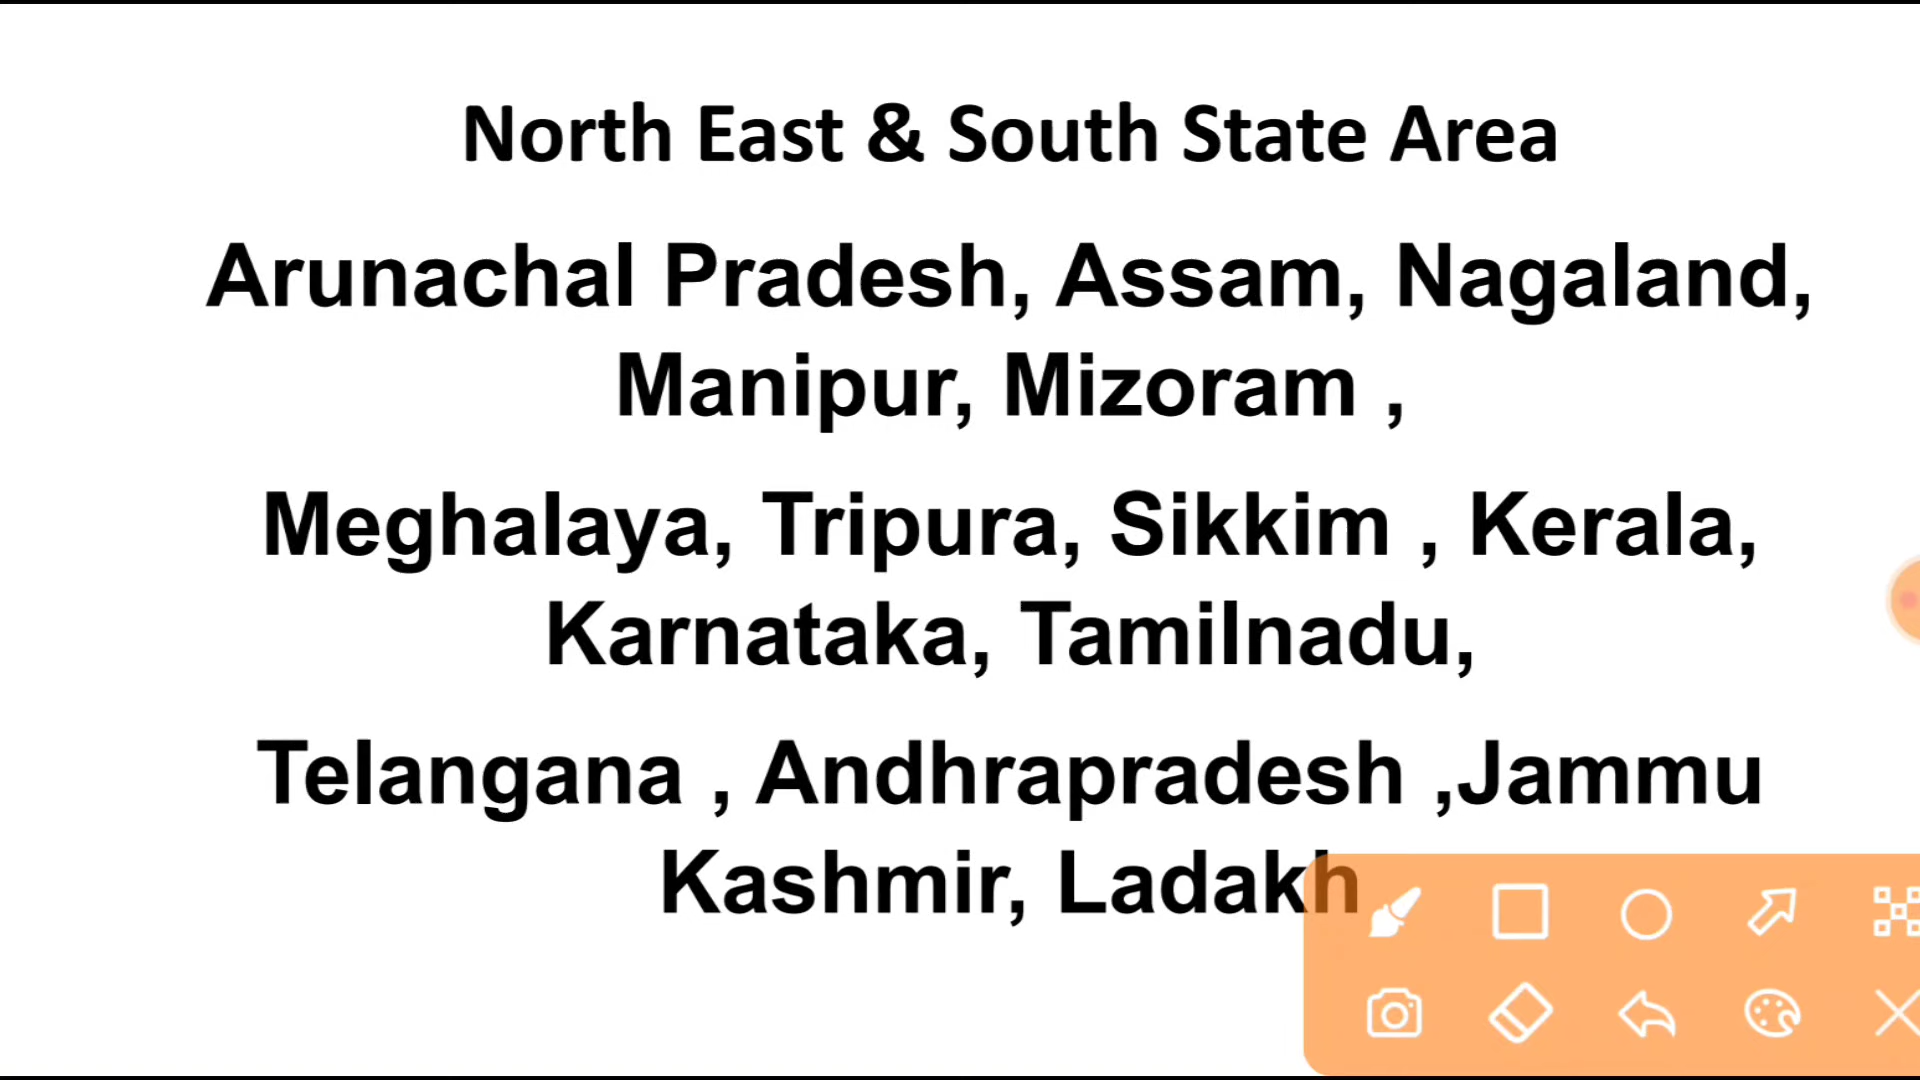 North East & South State Area
Arunachal Pradesh, Assam, Nagaland,
Manipur, Mizoram ,
Meghalaya, Tripura, Sikkim , Kerala,
Karnataka, Tamilnadu,
Telangana , Andhrapradesh ,Jammu
Kashmir, Ladakh